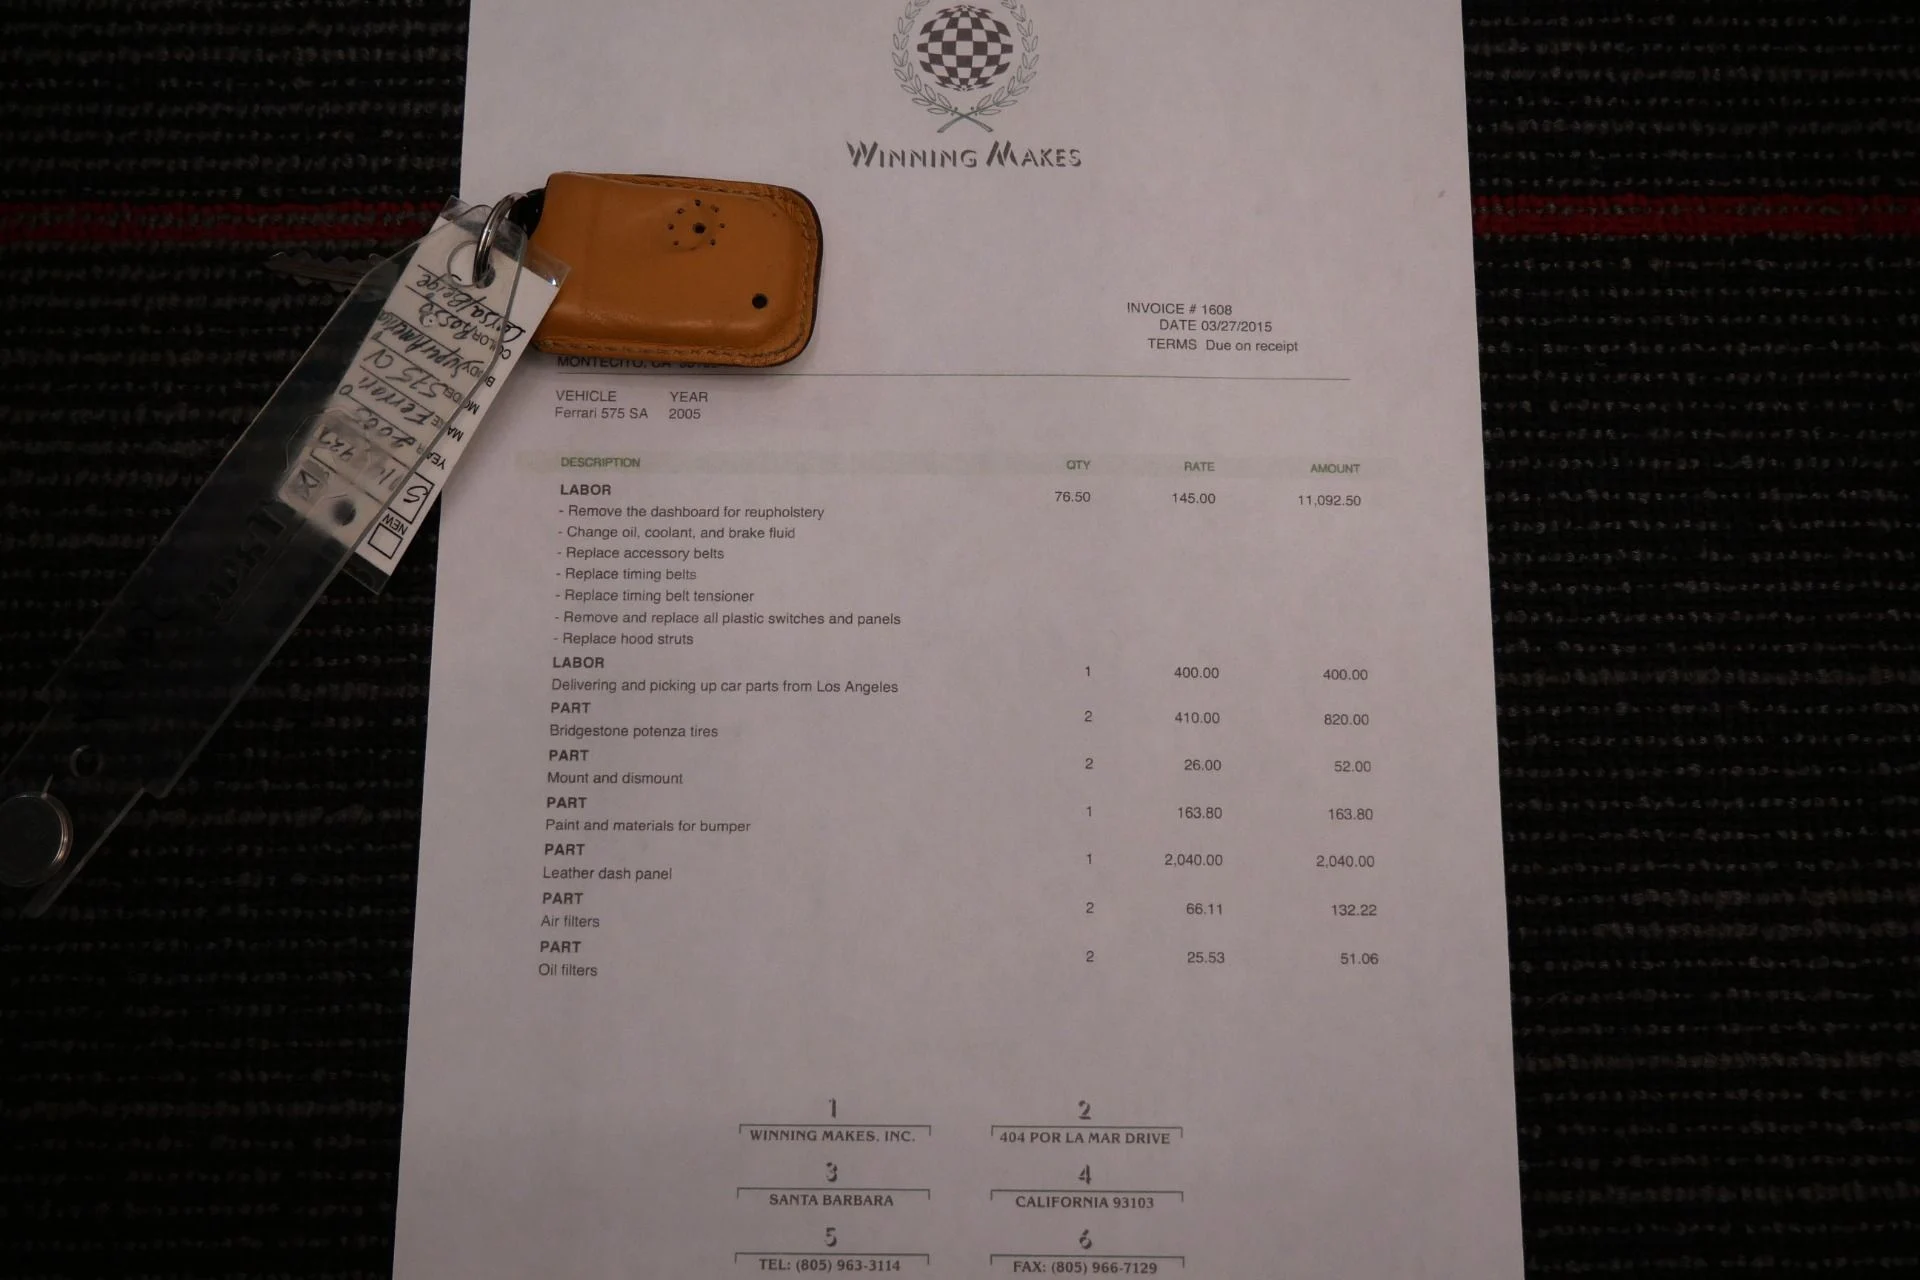 WINNING MAKES
INVOICE # 1608
DATE 03/27/2015
TERMS Due on receipt
MONTECITO, CA
VEHICLE YEAR
Ferrari 575 SA 2005
DESCRIPTION QTY RATE AMOUNT
LABOR 76.50 145.00 11,092.50
- Remove the dashboard for reupholstery
- Change oil, coolant, and brake fluid
- Replace accessory belts
- Replace timing belts
- Replace timing belt tensioner
- Remove and replace all plastic switches and panels
- Replace hood struts
LABOR 1 400.00 400.00
Delivering and picking up car parts from Los Angeles
PART 2 410.00 820.00
Bridgestone potenza tires
PART 2 26.00 52.00
Mount and dismount
PART 1 163.80 163.80
Paint and materials for bumper
PART 1 2,040.00 2,040.00
Leather dash panel
PART 2 66.11 132.22
Air filters
PART 2 25.53 51.06
Oil filters
1 2
WINNING MAKES, INC. 404 POR LA MAR DRIVE
3 4
SANTA BARBARA CALIFORNIA 93103
5 6
TEL: (805) 963-3114 FAX: (805) 966-7129
NEW
YEAR 2005
MAKE Ferrari
MODEL 575
BODY Superamerica
COLOR Rosso